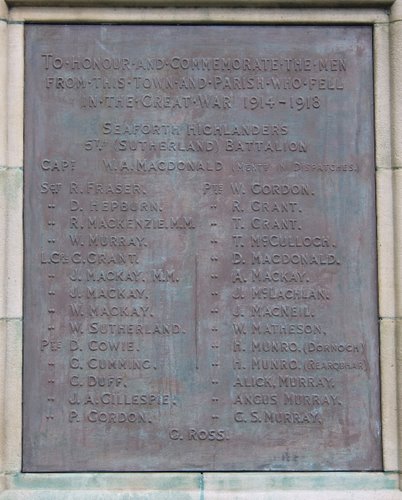 TO·HONOUR·AND·COMMEMORATE·THE·MEN
FROM·THIS·TOWN·AND·PARISH·WHO·FELL
IN·THE·GREAT·WAR 1914-1918
SEAFORTH HIGHLANDERS
5TH (SUTHERLAND) BATTALION
CAPT W. A. MACDONALD (MENTD IN DISPATCHES.)
SGT R. FRASER.
" D. HEPBURN.
" R. MACKENZIE. M.M.
" W. MURRAY.
L.CPL C. GRANT.
" J. MACKAY, M.M.
" J. MACKAY.
" W. MACKAY.
" W. SUTHERLAND.
PTE D. COWIE.
" G. CUMMING.
" G. DUFF.
" J. A. GILLESPIE.
" P. GORDON.
PTE W. GORDON.
" R. GRANT.
" T. GRANT.
" T. MCCULLOCH.
" D. MACDONALD.
" A. MACKAY.
" J. MCLACHLAN.
" J. MACNEIL.
" W. MATHESON.
" H. MUNRO. (DORNOCH)
" H. MUNRO. (REARQUHAR)
" ALICK. MURRAY.
" ANGUS MURRAY.
" G. S. MURRAY.
G. ROSS.